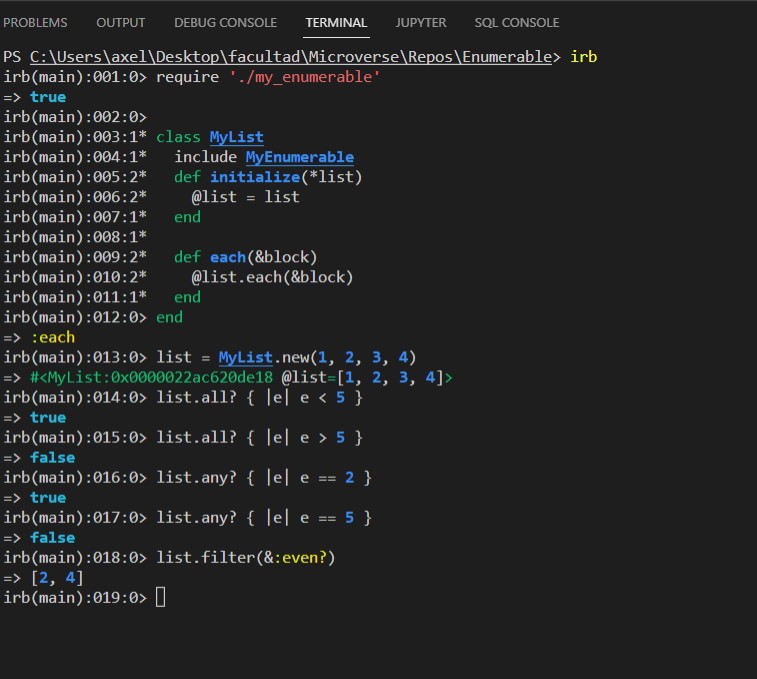 PROBLEMS OUTPUT DEBUG CONSOLE TERMINAL JUPYTER SQL CONSOLE
PS C:\Users\axel\Desktop\facultad\Microverse\Repos\Enumerable> irb
irb(main):001:0> require './my_enumerable'
=> true
irb(main):002:0>
irb(main):003:1* class MyList
irb(main):004:1*   include MyEnumerable
irb(main):005:2*   def initialize(*list)
irb(main):006:2*     @list = list
irb(main):007:1*   end
irb(main):008:1*
irb(main):009:2*   def each(&block)
irb(main):010:2*     @list.each(&block)
irb(main):011:1*   end
irb(main):012:0> end
=> :each
irb(main):013:0> list = MyList.new(1, 2, 3, 4)
=> #<MyList:0x0000022ac620de18 @list=[1, 2, 3, 4]>
irb(main):014:0> list.all? { |e| e < 5 }
=> true
irb(main):015:0> list.all? { |e| e > 5 }
=> false
irb(main):016:0> list.any? { |e| e == 2 }
=> true
irb(main):017:0> list.any? { |e| e == 5 }
=> false
irb(main):018:0> list.filter(&:even?)
=> [2, 4]
irb(main):019:0>